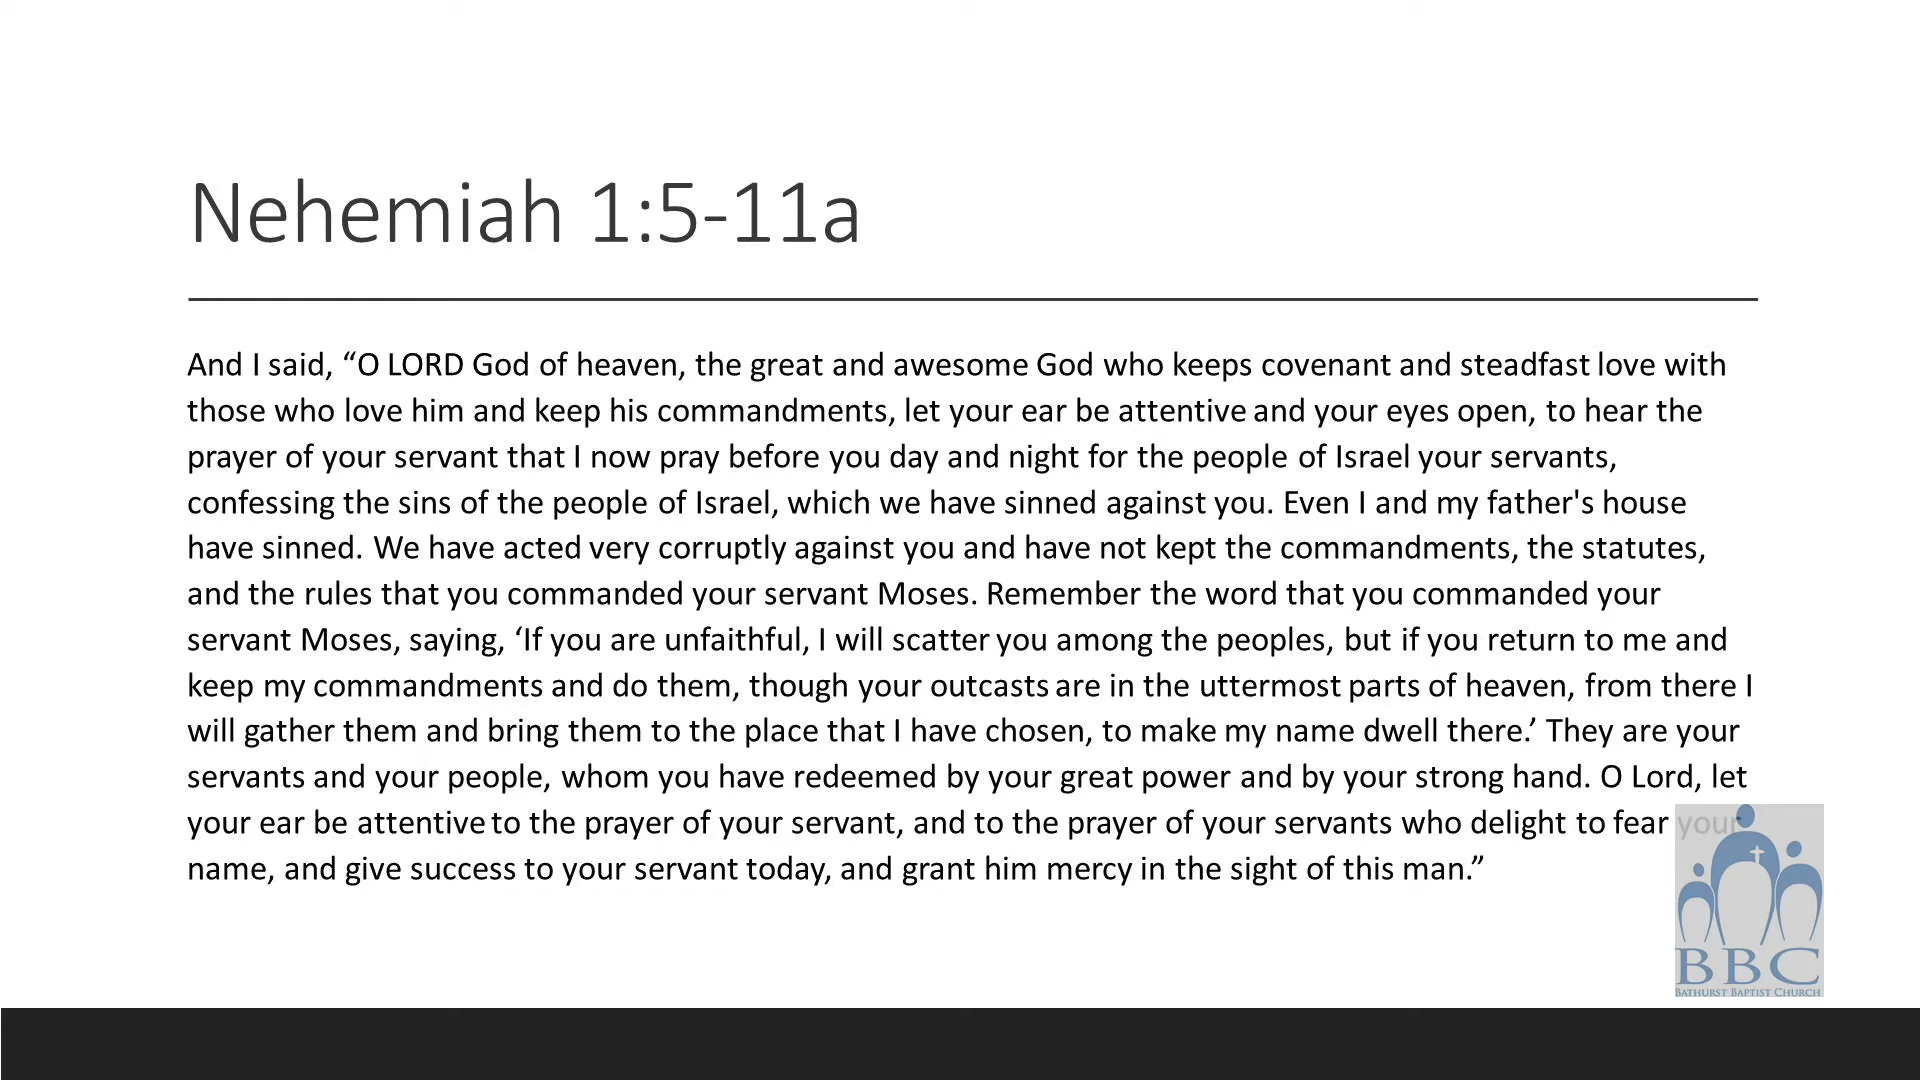 Nehemiah 1:5-11a
And I said, “O LORD God of heaven, the great and awesome God who keeps covenant and steadfast love with
those who love him and keep his commandments, let your ear be attentive and your eyes open, to hear the
prayer of your servant that I now pray before you day and night for the people of Israel your servants,
confessing the sins of the people of Israel, which we have sinned against you. Even I and my father's house
have sinned. We have acted very corruptly against you and have not kept the commandments, the statutes,
and the rules that you commanded your servant Moses. Remember the word that you commanded your
servant Moses, saying, ‘If you are unfaithful, I will scatter you among the peoples, but if you return to me and
keep my commandments and do them, though your outcasts are in the uttermost parts of heaven, from there I
will gather them and bring them to the place that I have chosen, to make my name dwell there.’ They are your
servants and your people, whom you have redeemed by your great power and by your strong hand. O Lord, let
your ear be attentive to the prayer of your servant, and to the prayer of your servants who delight to fear your
name, and give success to your servant today, and grant him mercy in the sight of this man.”
BBC
BATHURST BAPTIST CHURCH